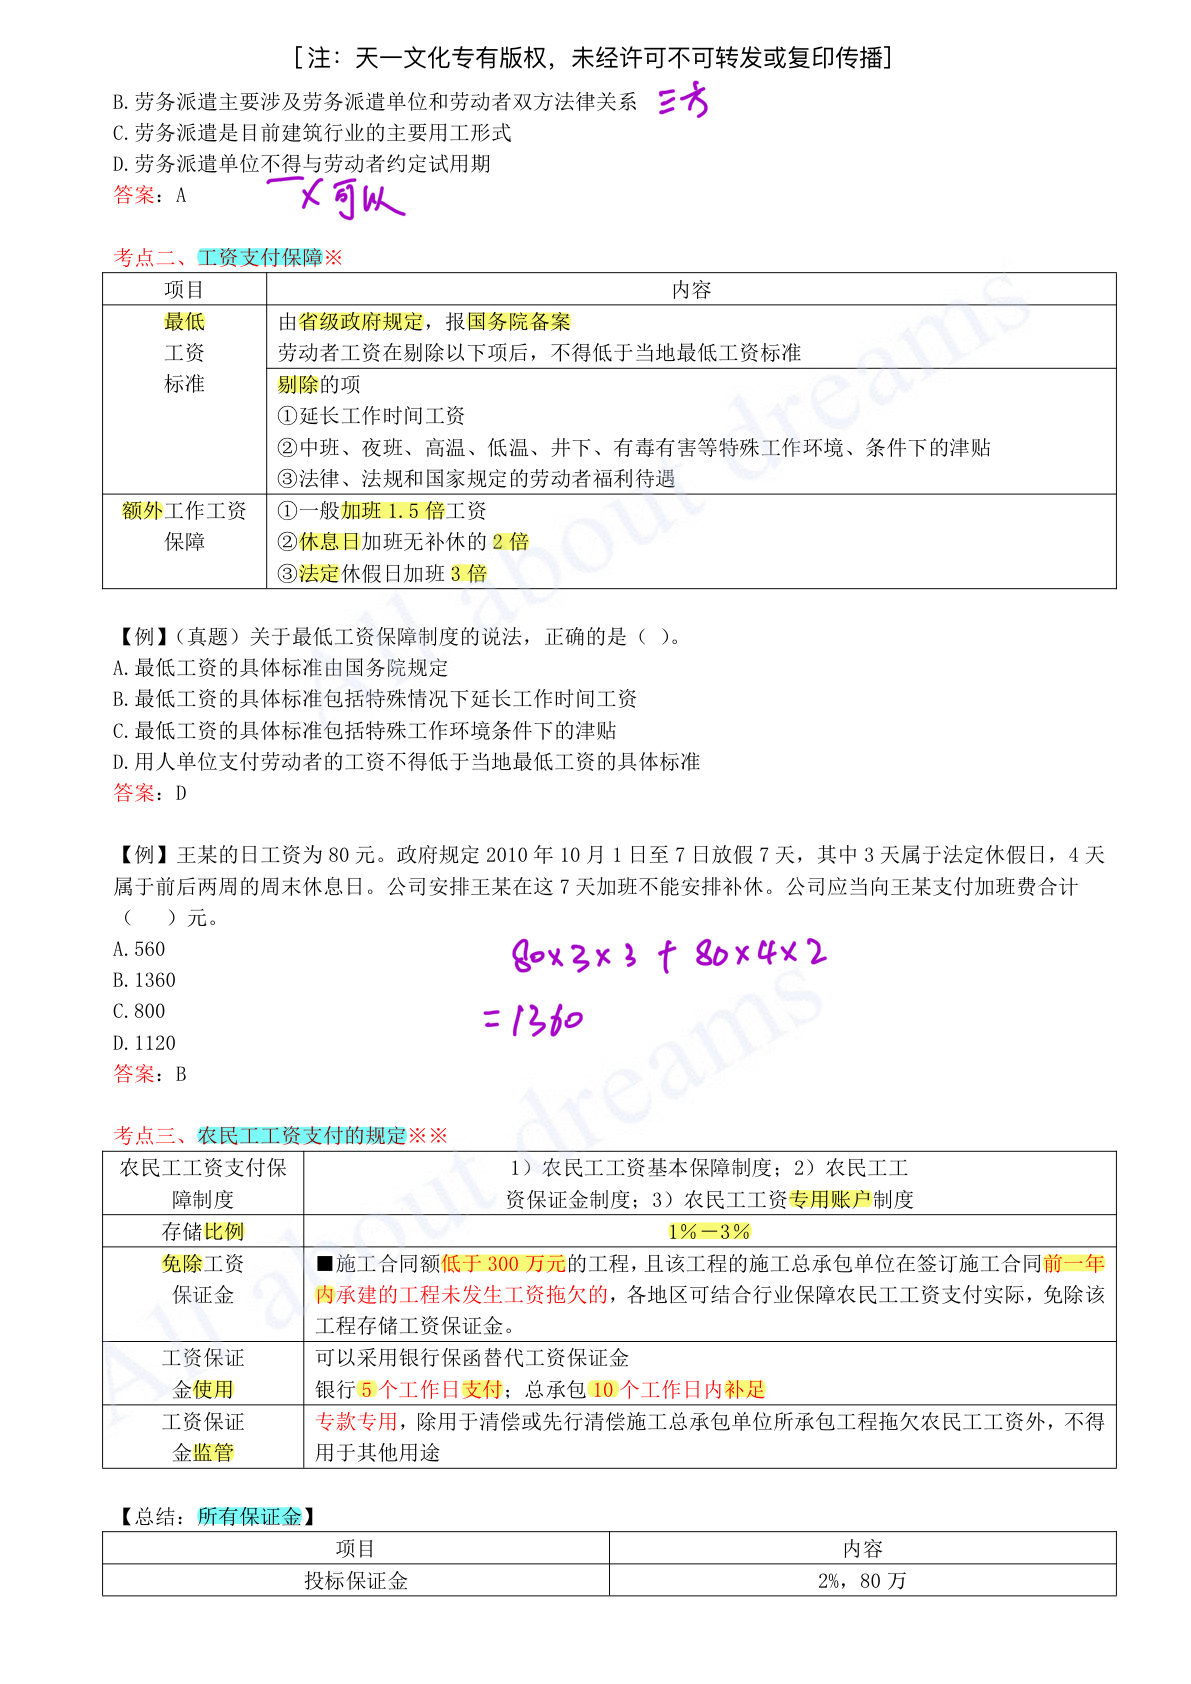 [注：天一文化专有版权，未经许可不可转发或复印传播]
B.劳务派遣主要涉及劳务派遣单位和劳动者双方法律关系 三方
C.劳务派遣是目前建筑行业的主要用工形式
D.劳务派遣单位不得与劳动者约定试用期
答案：A ×可以
考点二、工资支付保障※
项目 内容
最低
工资
标准
由省级政府规定，报国务院备案
劳动者工资在剔除以下项后，不得低于当地最低工资标准
剔除的项
①延长工作时间工资
②中班、夜班、高温、低温、井下、有毒有害等特殊工作环境、条件下的津贴
③法律、法规和国家规定的劳动者福利待遇
额外工作工资
保障
①一般加班 1.5 倍工资
②休息日加班无补休的 2 倍
③法定休假日加班 3 倍
【例】（真题）关于最低工资保障制度的说法，正确的是（ ）。
A.最低工资的具体标准由国务院规定
B.最低工资的具体标准包括特殊情况下延长工作时间工资
C.最低工资的具体标准包括特殊工作环境条件下的津贴
D.用人单位支付劳动者的工资不得低于当地最低工资的具体标准
答案：D
【例】王某的日工资为 80 元。政府规定 2010 年 10 月 1 日至 7 日放假 7 天，其中 3 天属于法定休假日，4 天
属于前后两周的周末休息日。公司安排王某在这 7 天加班不能安排补休。公司应当向王某支付加班费合计
（ ）元。
A.560
80×3×3 + 80×4×2
B.1360
C.800
=1360
D.1120
答案：B
考点三、农民工工资支付的规定※※
农民工工资支付保
障制度
1）农民工工资基本保障制度；2）农民工工
资保证金制度；3）农民工工资专用账户制度
存储比例 1%－3%
免除工资
保证金
■施工合同额低于 300 万元的工程，且该工程的施工总承包单位在签订施工合同前一年
内承建的工程未发生工资拖欠的，各地区可结合行业保障农民工工资支付实际，免除该
工程存储工资保证金。
工资保证
金使用
可以采用银行保函替代工资保证金
银行 5 个工作日支付；总承包 10 个工作日内补足
工资保证
金监管
专款专用，除用于清偿或先行清偿施工总承包单位所承包工程拖欠农民工工资外，不得
用于其他用途
【总结：所有保证金】
项目 内容
投标保证金 2%，80 万
All about dreams
All about dreams